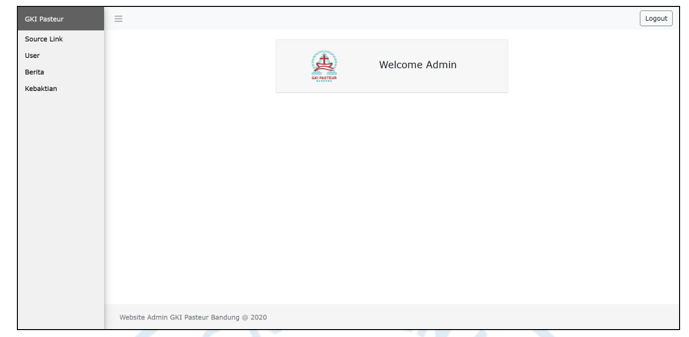 GKI Pasteur
Logout
Source Link
User
Berita
Kebaktian
GKI PASTEUR
BANDUNG
Welcome Admin
Website Admin GKI Pasteur Bandung @ 2020